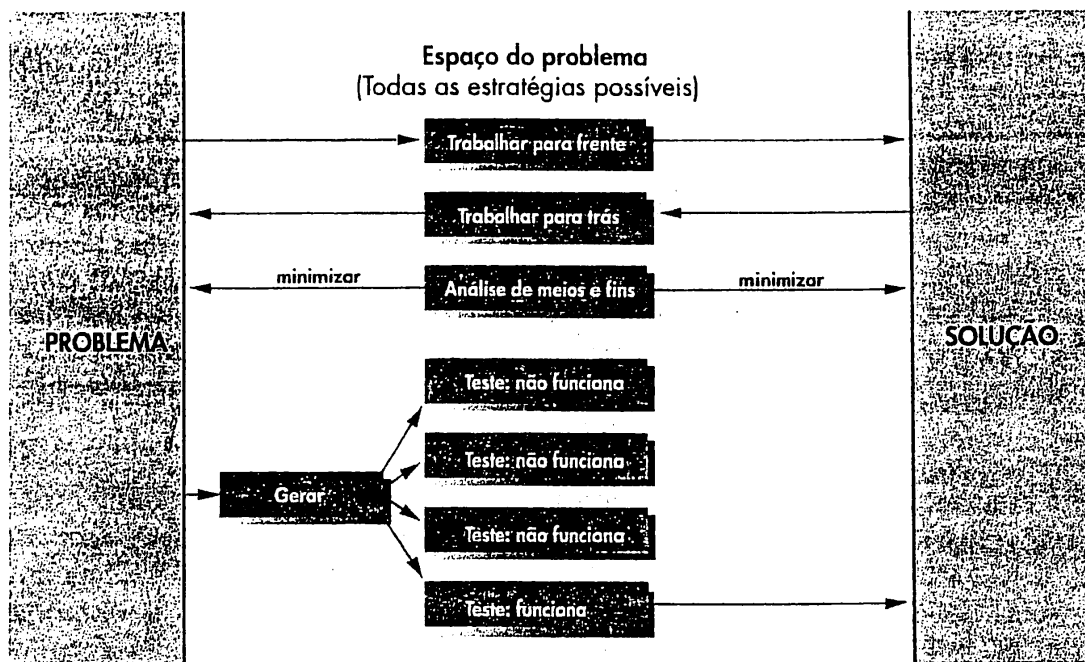 Espaço do problema
(Todas as estratégias possíveis)
Trabalhar para frente
Trabalhar para trás
minimizar
Análise de meios e fins
minimizar
PROBLEMA
SOLUÇÃO
Teste: não funciona
Teste: não funciona
Gerar
Teste: não funciona
Teste: funciona